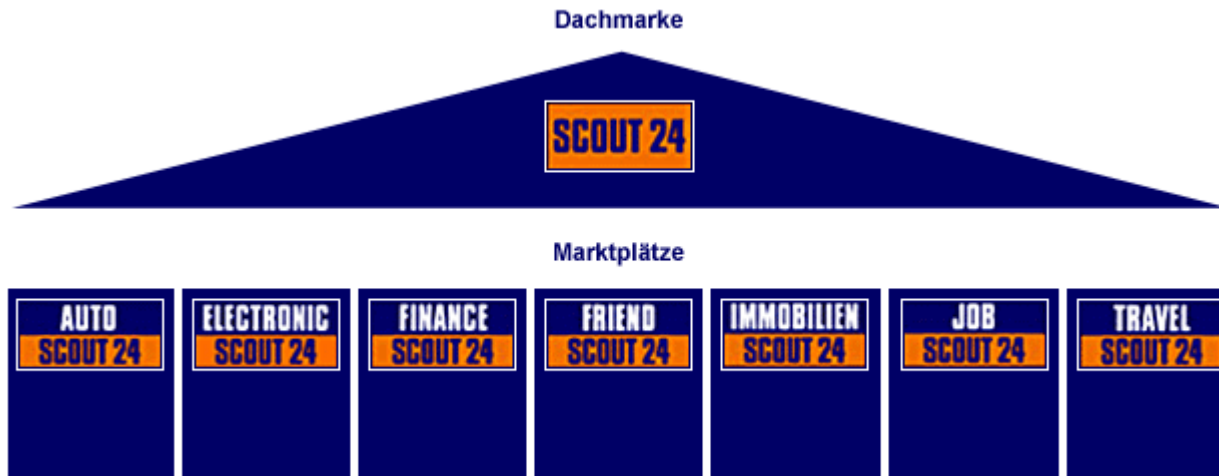 Dachmarke
SCOUT 24
Marktplätze
AUTO
SCOUT 24
ELECTRONIC
SCOUT 24
FINANCE
SCOUT 24
FRIEND
SCOUT 24
IMMOBILIEN
SCOUT 24
JOB
SCOUT 24
TRAVEL
SCOUT 24